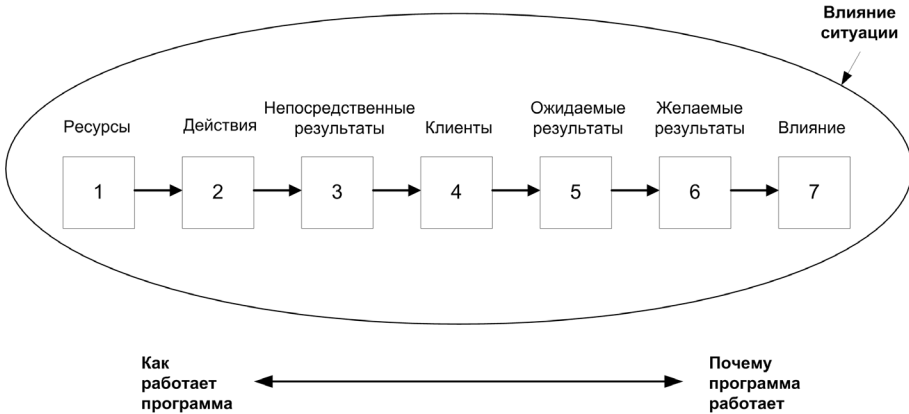 Влияние
ситуации
Ресурсы
Действия
Непосредственные
результаты
Клиенты
Ожидаемые
результаты
Желаемые
результаты
Влияние
1
2
3
4
5
6
7
Как
работает
программа
Почему
программа
работает